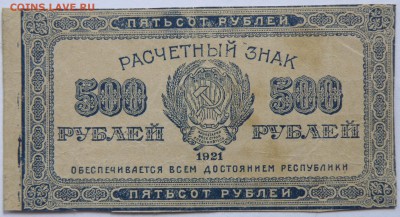 COINS.LAVE.RU
ПЯТЬСОТ РУБЛЕЙ
РАСЧЕТНЫЙ ЗНАК
500 500
РУБЛЕЙ РУБЛЕЙ
1921
ОБЕСПЕЧИВАЕТСЯ ВСЕМ ДОСТОЯНИЕМ РЕСПУБЛИКИ
ПЯТЬСОТ РУБЛЕЙ